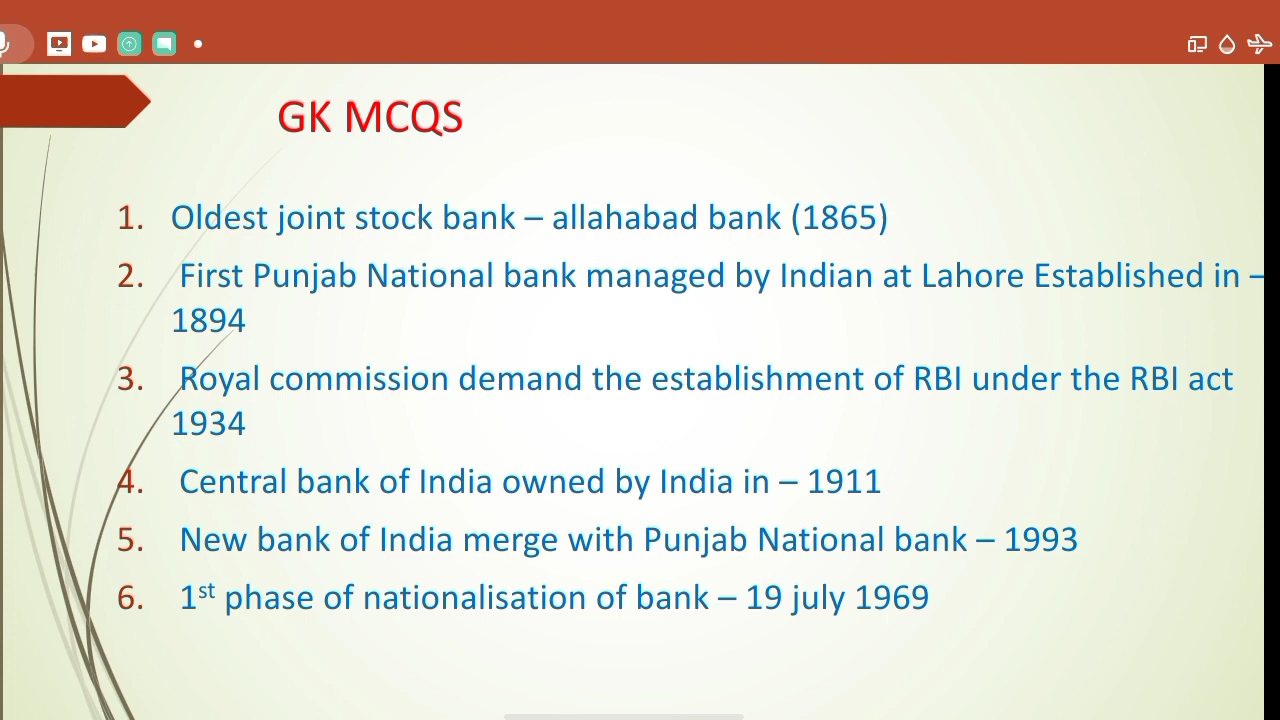 GK MCQS
1. Oldest joint stock bank – allahabad bank (1865)
2. First Punjab National bank managed by Indian at Lahore Established in –
1894
3. Royal commission demand the establishment of RBI under the RBI act
1934
4. Central bank of India owned by India in – 1911
5. New bank of India merge with Punjab National bank – 1993
6. 1st phase of nationalisation of bank – 19 july 1969